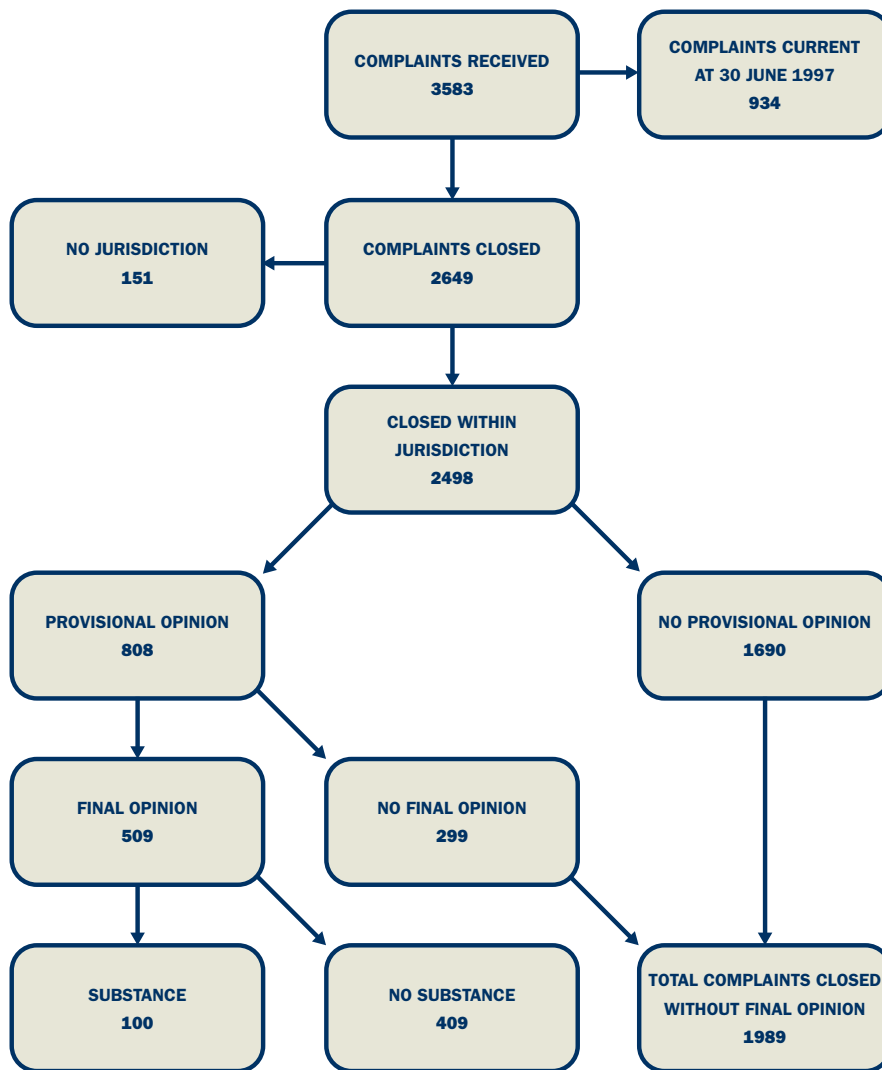 COMPLAINTS RECEIVED
3583
COMPLAINTS CURRENT
AT 30 JUNE 1997
934
NO JURISDICTION
151
COMPLAINTS CLOSED
2649
CLOSED WITHIN
JURISDICTION
2498
PROVISIONAL OPINION
808
NO PROVISIONAL OPINION
1690
FINAL OPINION
509
NO FINAL OPINION
299
SUBSTANCE
100
NO SUBSTANCE
409
TOTAL COMPLAINTS CLOSED
WITHOUT FINAL OPINION
1989